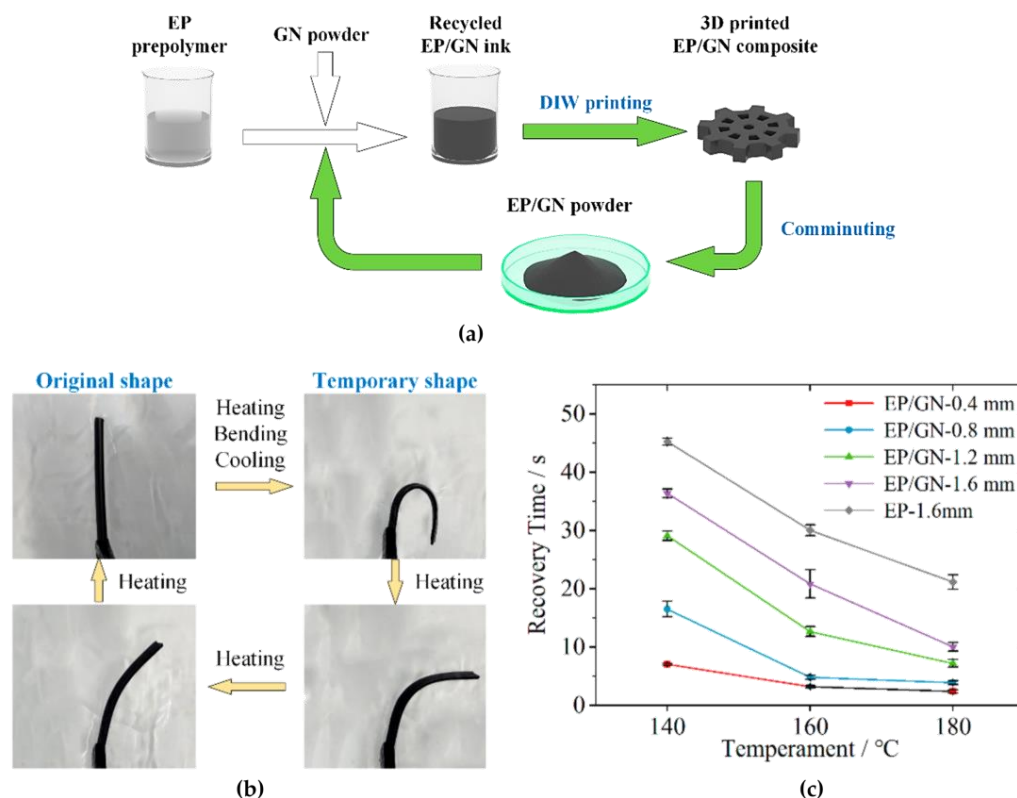 EP
prepolymer
GN powder
Recycled
EP/GN ink
3D printed
EP/GN composite
DIW printing
EP/GN powder
Comminuting
(a)
Original shape
Heating
Bending
Cooling
Temporary shape
Heating
Heating
Heating
(b)
Recovery Time / s
50
40
30
20
10
0
EP/GN-0.4 mm
EP/GN-0.8 mm
EP/GN-1.2 mm
EP/GN-1.6 mm
EP-1.6mm
140
160
180
Temperament / °C
(c)